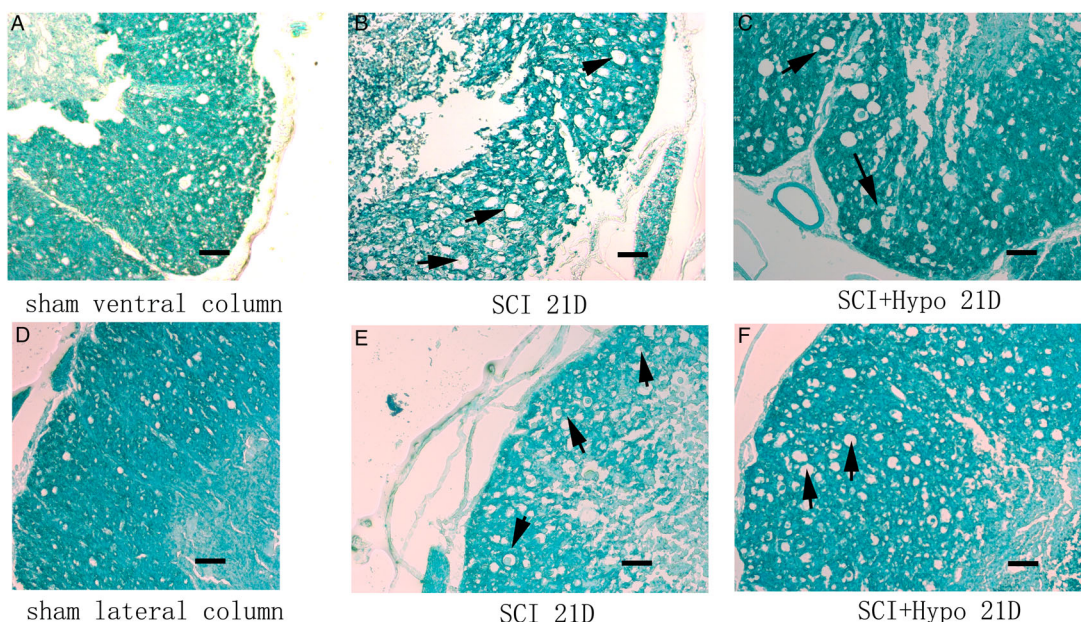 A
B
C
sham ventral column
SCI 21D
SCI+Hypo 21D
D
E
F
sham lateral column
SCI 21D
SCI+Hypo 21D